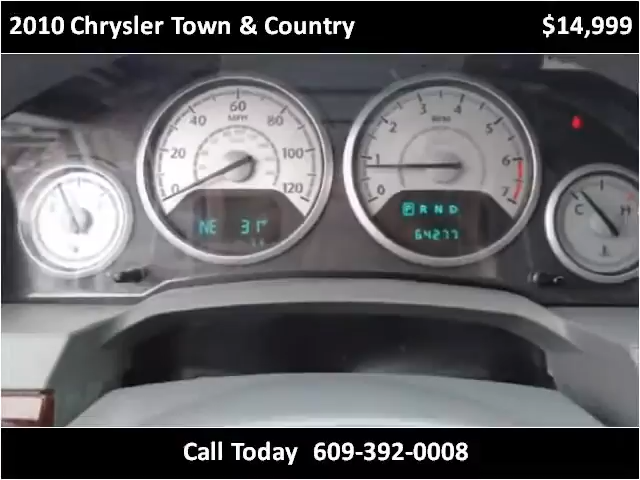 2010 Chrysler Town & Country $14,999
60
MPH
40 80
20 100
0 120
NE 31°
3 4
2 5
1 6
0 7
P R N D
64277
C H
Call Today 609-392-0008